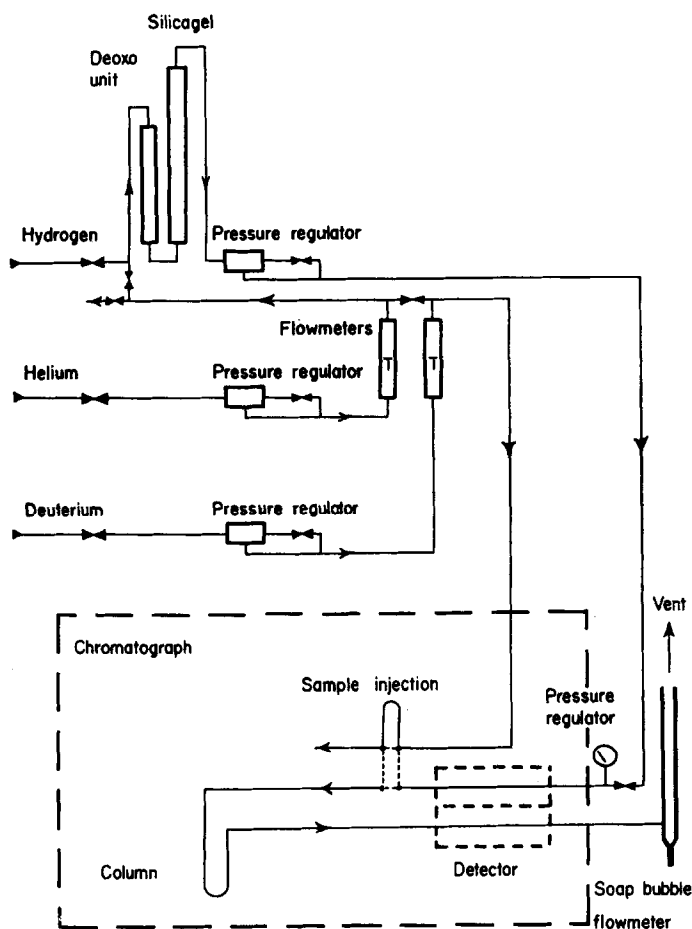 Silicagel
Deoxo
unit
Hydrogen
Pressure regulator
Flowmeters
Helium
Pressure regulator
T
T
Deuterium
Pressure regulator
Vent
Chromatograph
Sample injection
Pressure
regulator
Column
Detector
Soap bubble
flowmeter